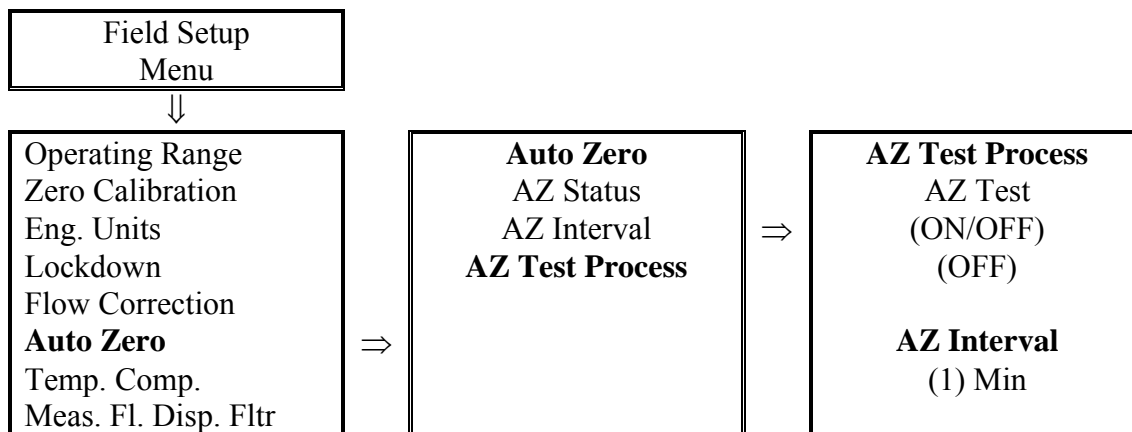 Field Setup
Menu
⇓
Operating Range
Zero Calibration
Eng. Units
Lockdown
Flow Correction
Auto Zero
Temp. Comp.
Meas. Fl. Disp. Fltr
⇒
Auto Zero
AZ Status
AZ Interval
AZ Test Process
⇒
AZ Test Process
AZ Test
(ON/OFF)
(OFF)
AZ Interval
(1) Min